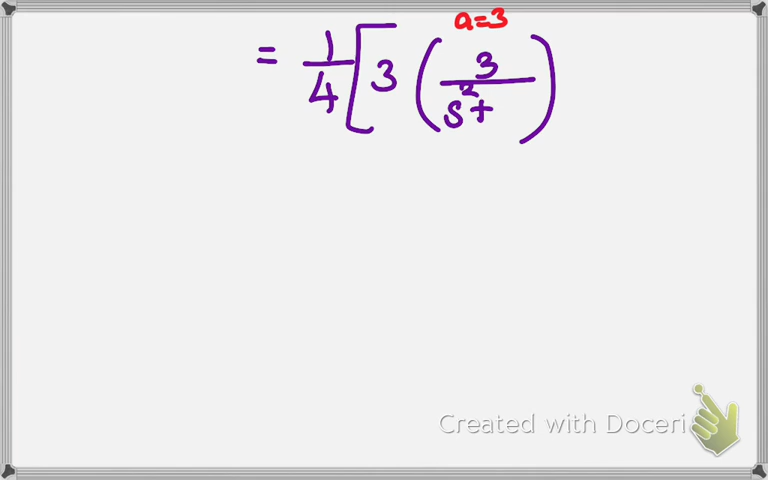 a=3
= 1/4 [ 3 ( 3/s²+ )
Created with Doceri